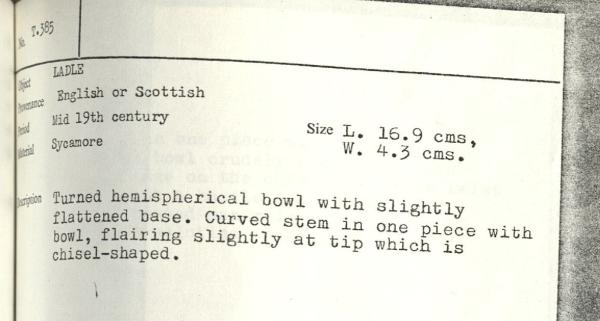 No. T.385
Object LADLE
Provenance English or Scottish
Period Mid 19th century
Material Sycamore
Size L. 16.9 cms,
W. 4.3 cms.
Description Turned hemispherical bowl with slightly
flattened base. Curved stem in one piece with
bowl, flairing slightly at tip which is
chisel-shaped.